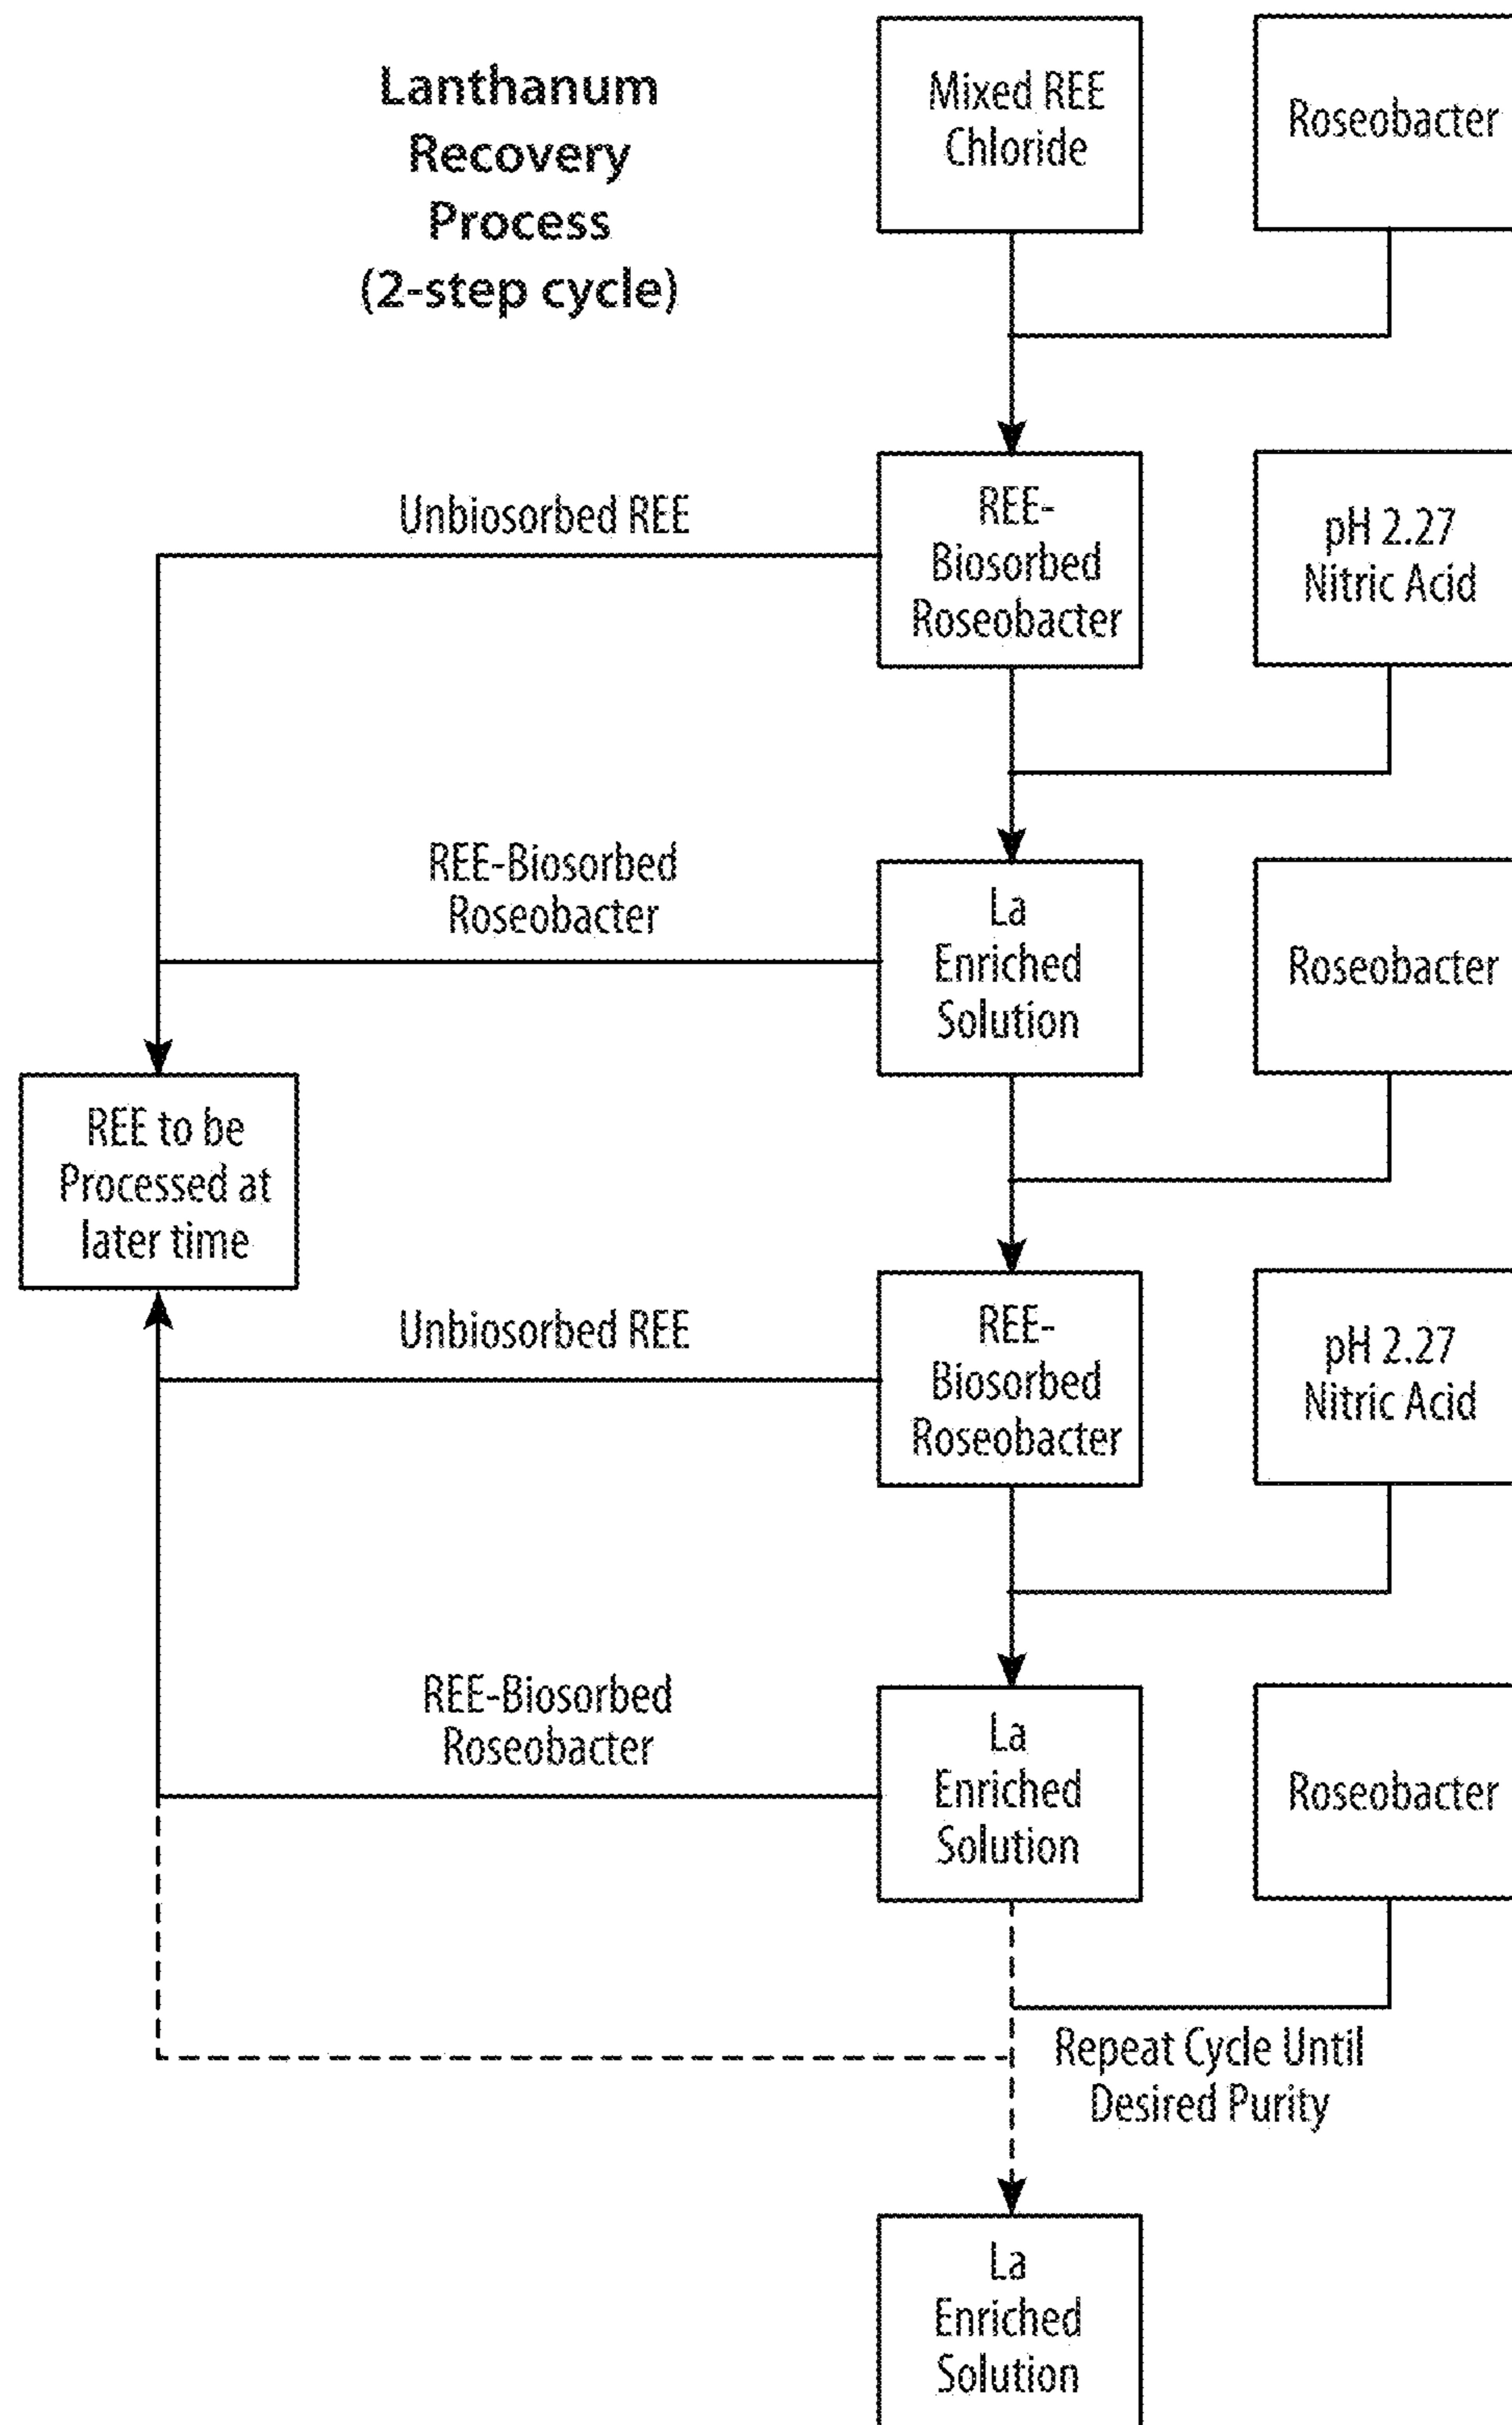 Lanthanum
Recovery
Process
(2-step cycle)
Mixed REE
Chloride
Roseobacter
Unbiosorbed REE
REE-
Biosorbed
Roseobacter
pH 2.27
Nitric Acid
REE-Biosorbed
Roseobacter
La
Enriched
Solution
Roseobacter
REE to be
Processed at
later time
Unbiosorbed REE
REE-
Biosorbed
Roseobacter
pH 2.27
Nitric Acid
REE-Biosorbed
Roseobacter
La
Enriched
Solution
Roseobacter
Repeat Cycle Until
Desired Purity
La
Enriched
Solution